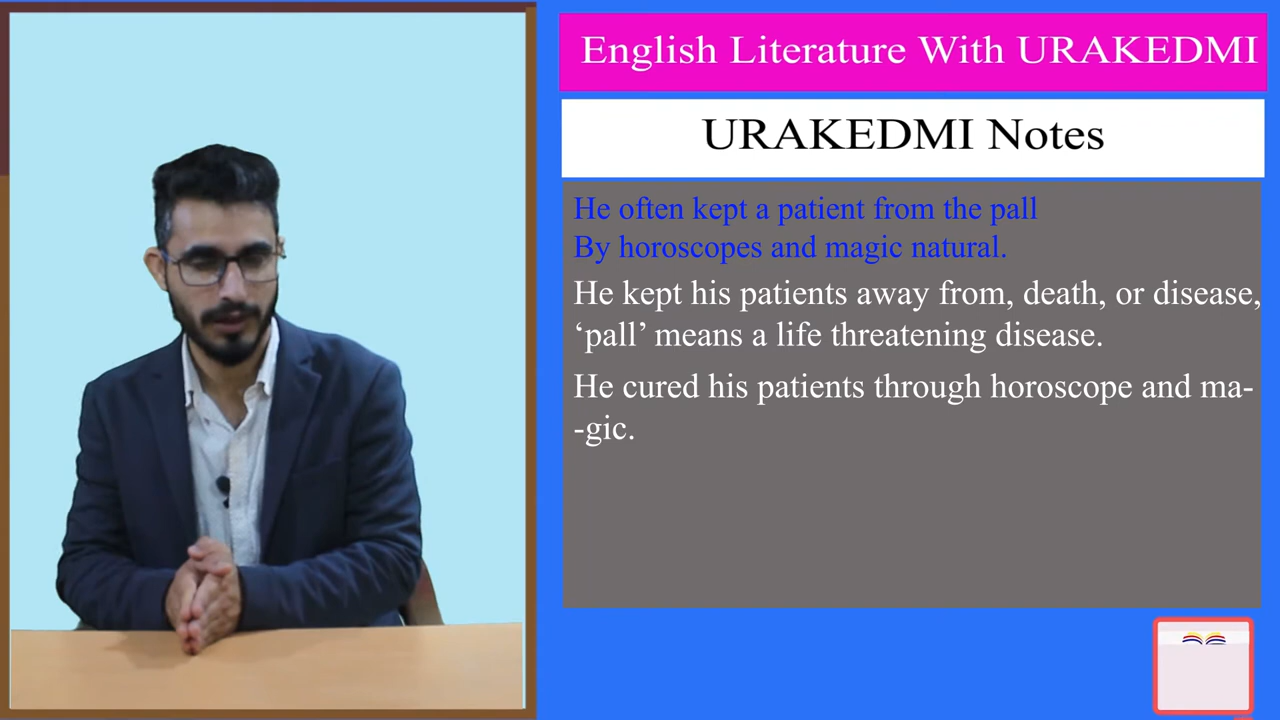 English Literature With URAKEDMI
URAKEDMI Notes
He often kept a patient from the pall
By horoscopes and magic natural.
He kept his patients away from, death, or disease,
‘pall’ means a life threatening disease.
He cured his patients through horoscope and ma-
-gic.